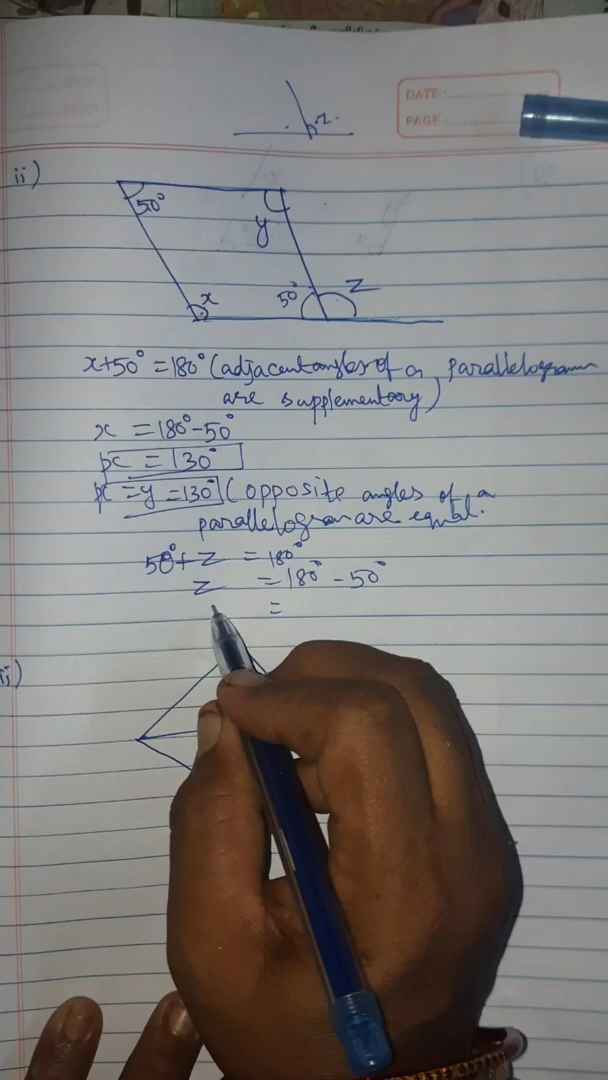 DATE :
PAGE :
z
ii)
50°
y
x
50°
z
x+50° = 180° (adjacent angles of a parallelogram
are supplementary)
x = 180° - 50°
x = 130°
x = y = 130° (opposite angles of a
parallelogram are equal.
50° + z = 180°
z = 180° - 50°
=